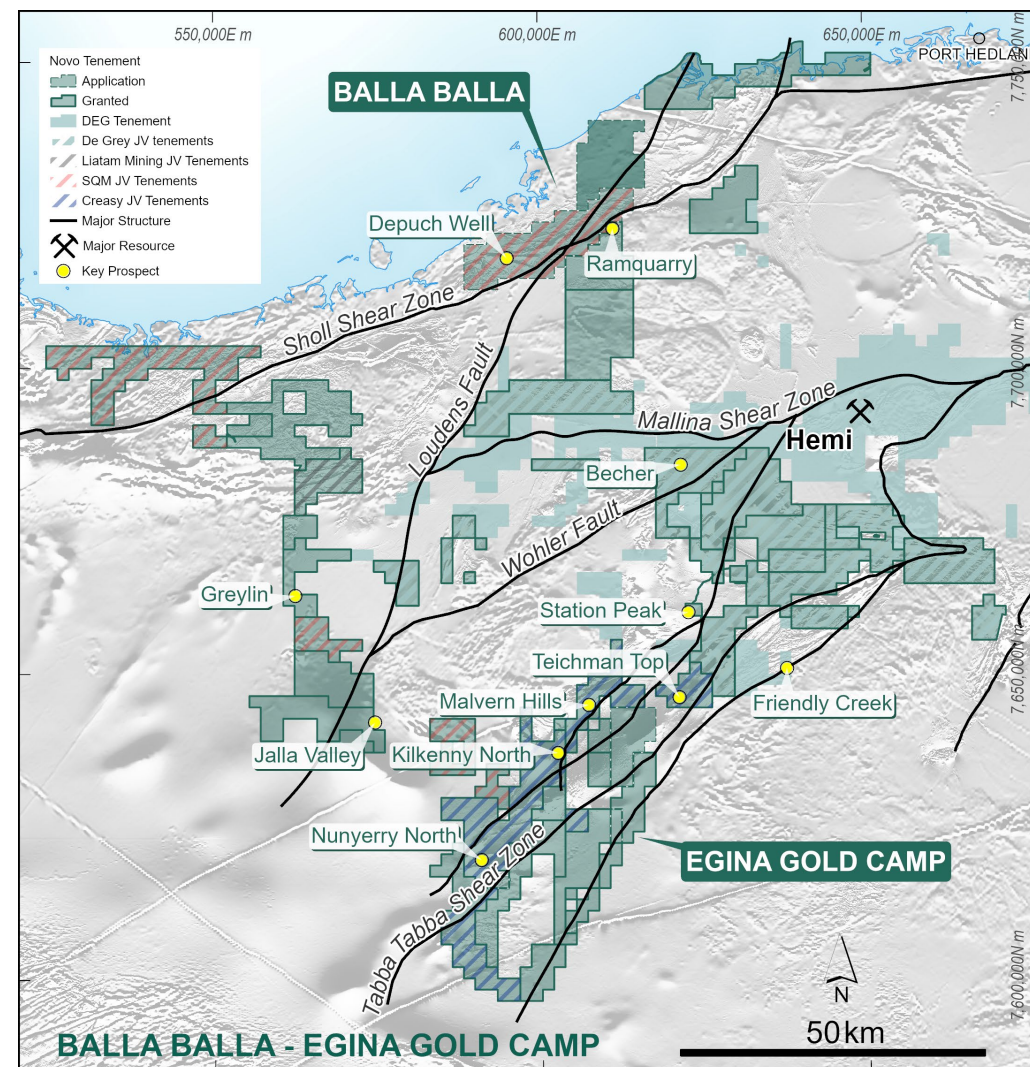 550,000E m
600,000E m
650,000E m
7,750,000N m
PORT HEDLAN
Novo Tenement
Application
Granted
DEG Tenement
De Grey JV tenements
Liatam Mining JV Tenements
SQM JV Tenements
Creasy JV Tenements
Major Structure
Major Resource
Key Prospect
BALLA BALLA
Depuch Well
Ramquarry
Sholl Shear Zone
Loudens Fault
7,700,000N m
Mallina Shear Zone
Hemi
Becher
Wohler Fault
Greylin
Station Peak
Teichman Top
7,650,000N m
Malvern Hills
Friendly Creek
Jalla Valley
Kilkenny North
Nunyerry North
EGINA GOLD CAMP
Tabba Tabba Shear Zone
7,600,000N m
N
50km
BALLA BALLA - EGINA GOLD CAMP